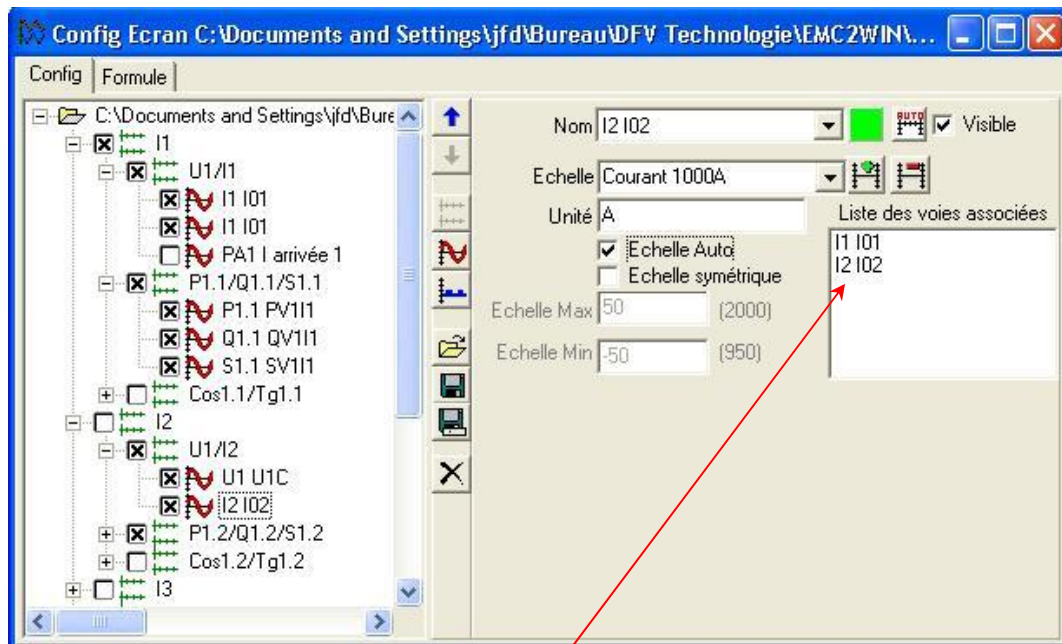 Config Ecran C:\Documents and Settings\jfd\Bureau\DFV Technologie\EMC2WIN\...
Config
Formule
C:\Documents and Settings\jfd\Bure
I1
U1/I1
I1 I01
I1 I01
PA1 I arrivée 1
P1.1/Q1.1/S1.1
P1.1 PV1I1
Q1.1 QV1I1
S1.1 SV1I1
Cos1.1/Tg1.1
I2
U1/I2
U1 U1C
I2 I02
P1.2/Q1.2/S1.2
Cos1.2/Tg1.2
I3
Nom I2 I02
AUTO
Visible
Echelle Courant 1000A
Unité A
Liste des voies associées
Echelle Auto
I1 I01
Echelle symétrique
I2 I02
Echelle Max 50 (2000)
Echelle Min -50 (950)